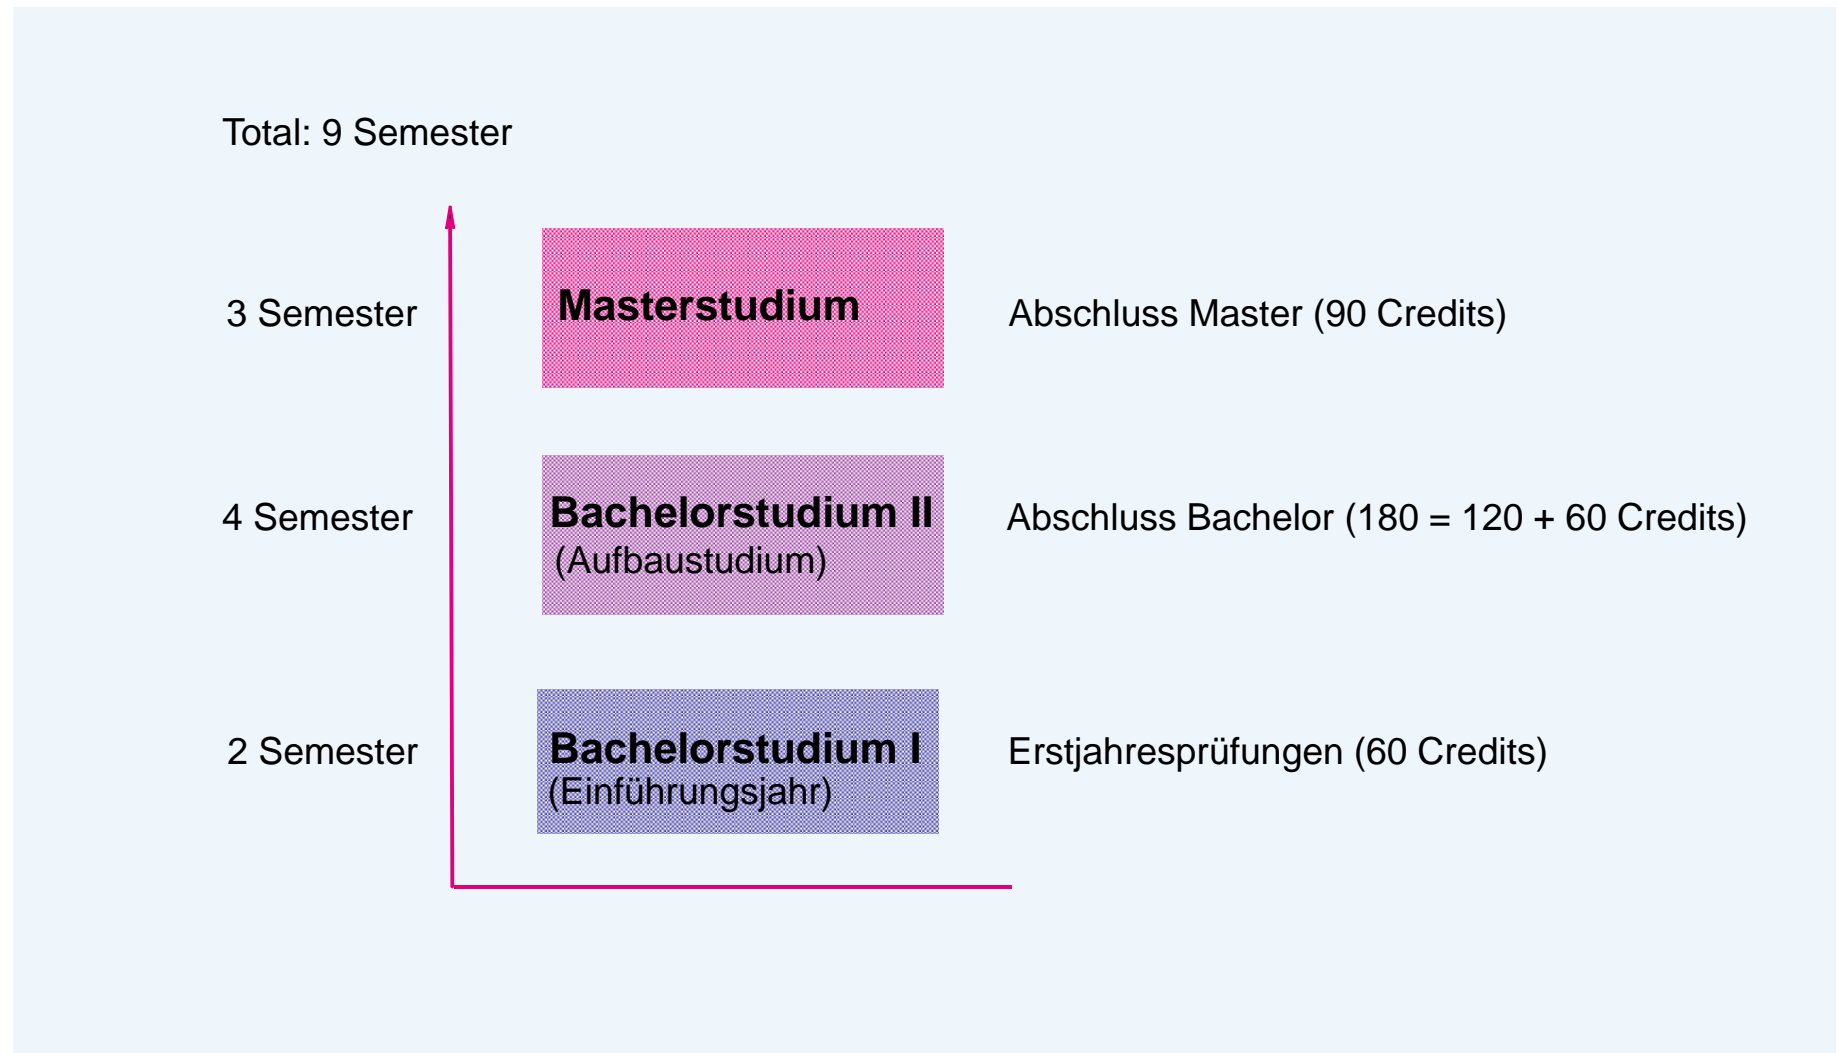 Total: 9 Semester
3 Semester
Masterstudium
Abschluss Master (90 Credits)
4 Semester
Bachelorstudium II
(Aufbaustudium)
Abschluss Bachelor (180 = 120 + 60 Credits)
2 Semester
Bachelorstudium I
(Einführungsjahr)
Erstjahresprüfungen (60 Credits)